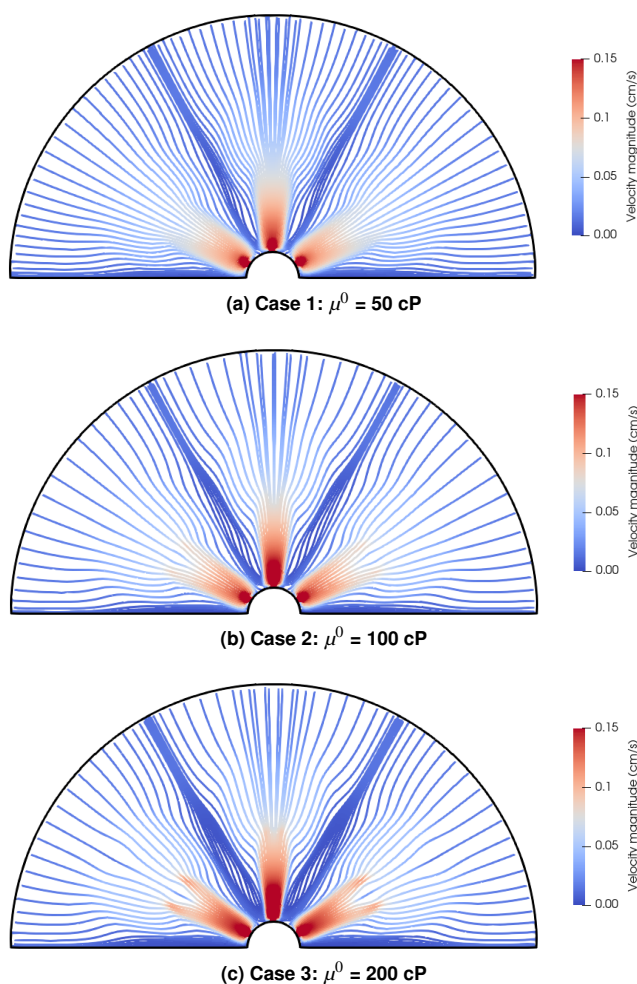 0.15
0.1
0.05
0.00
Velocity magnitude (cm/s)
(a) Case 1: μ⁰ = 50 cP
0.15
0.1
0.05
0.00
Velocity magnitude (cm/s)
(b) Case 2: μ⁰ = 100 cP
0.15
0.1
0.05
0.00
Velocity magnitude (cm/s)
(c) Case 3: μ⁰ = 200 cP